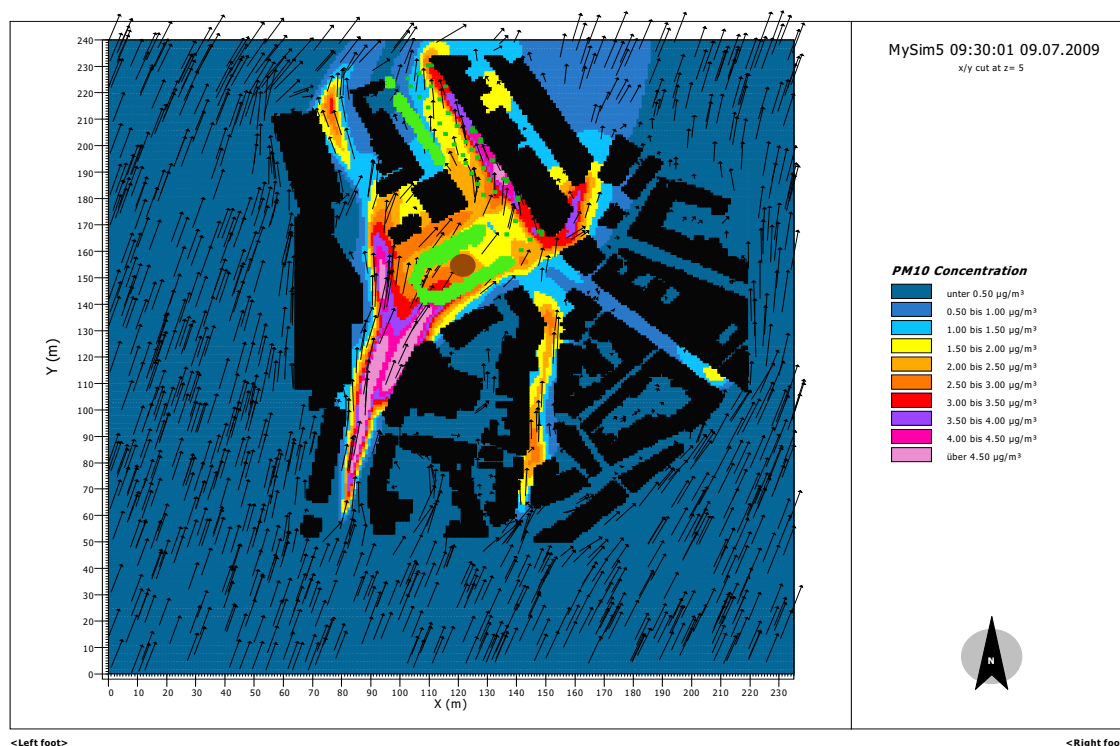 MySim5 09:30:01 09.07.2009
x/y cut at z= 5
240
230
220
210
200
190
180
170
160
150
140
130
120
110
100
90
80
70
60
50
40
30
20
10
0
Y (m)
0 10 20 30 40 50 60 70 80 90 100 110 120 130 140 150 160 170 180 190 200 210 220 230
X (m)
PM10 Concentration
unter 0.50 µg/m³
0.50 bis 1.00 µg/m³
1.00 bis 1.50 µg/m³
1.50 bis 2.00 µg/m³
2.00 bis 2.50 µg/m³
2.50 bis 3.00 µg/m³
3.00 bis 3.50 µg/m³
3.50 bis 4.00 µg/m³
4.00 bis 4.50 µg/m³
über 4.50 µg/m³
N
<Left foot>
<Right foo